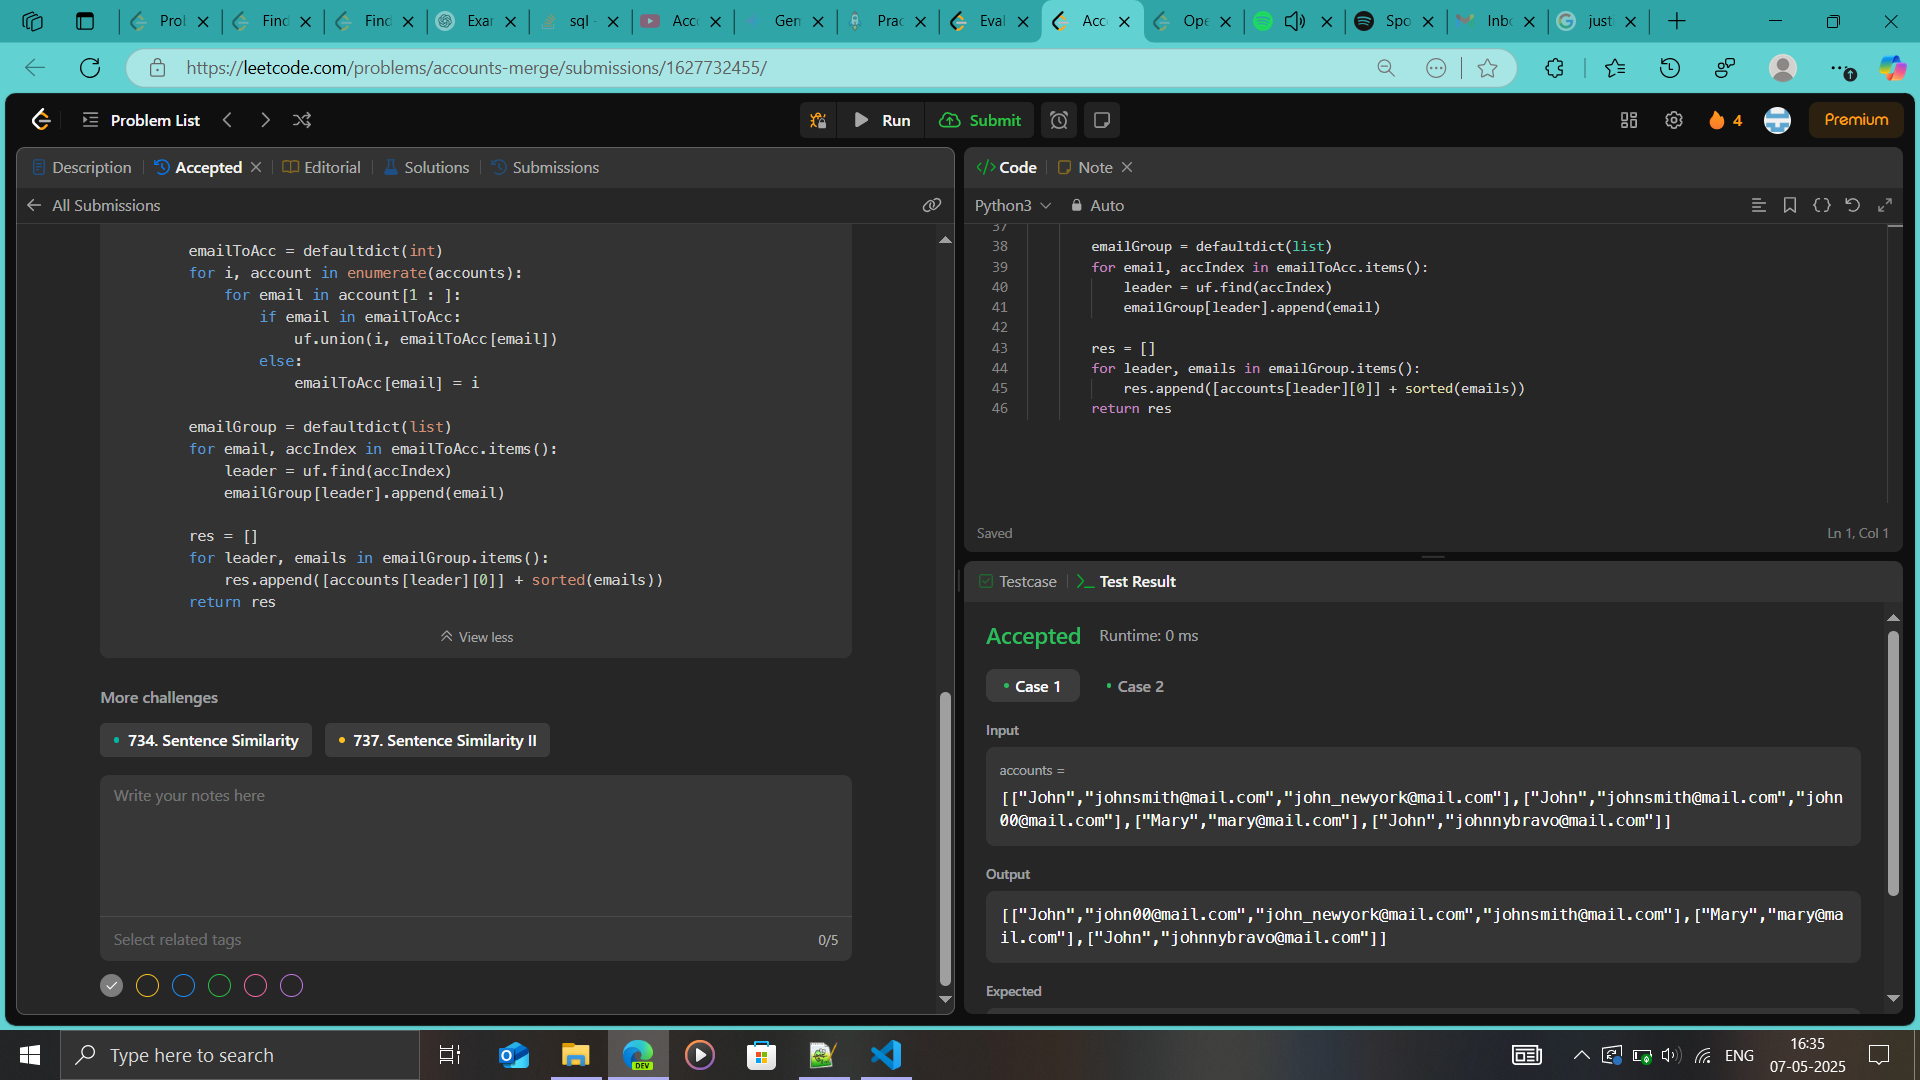 Prol
Find
Find
Exar
sql -
Acc
Gen
Prac
Eval
Acc
Ope
Spo
Inb
just
https://leetcode.com/problems/accounts-merge/submissions/1627732455/
Problem List
Run
Submit
4
Premium
Description
Accepted
Editorial
Solutions
Submissions
All Submissions
emailToAcc = defaultdict(int)
for i, account in enumerate(accounts):
for email in account[1 : ]:
if email in emailToAcc:
uf.union(i, emailToAcc[email])
else:
emailToAcc[email] = i
emailGroup = defaultdict(list)
for email, accIndex in emailToAcc.items():
leader = uf.find(accIndex)
emailGroup[leader].append(email)
res = []
for leader, emails in emailGroup.items():
res.append([accounts[leader][0]] + sorted(emails))
return res
View less
More challenges
734. Sentence Similarity
737. Sentence Similarity II
Write your notes here
Select related tags
0/5
Code
Note
Python3
Auto
37
38 emailGroup = defaultdict(list)
39 for email, accIndex in emailToAcc.items():
40 leader = uf.find(accIndex)
41 emailGroup[leader].append(email)
42
43 res = []
44 for leader, emails in emailGroup.items():
45 res.append([accounts[leader][0]] + sorted(emails))
46 return res
Saved
Ln 1, Col 1
Testcase
Test Result
Accepted
Runtime: 0 ms
Case 1
Case 2
Input
accounts =
[["John","johnsmith@mail.com","john_newyork@mail.com"],["John","johnsmith@mail.com","john
00@mail.com"],["Mary","mary@mail.com"],["John","johnnybravo@mail.com"]]
Output
[["John","john00@mail.com","john_newyork@mail.com","johnsmith@mail.com"],["Mary","mary@ma
il.com"],["John","johnnybravo@mail.com"]]
Expected
Type here to search
DEV
ENG
16:35
07-05-2025